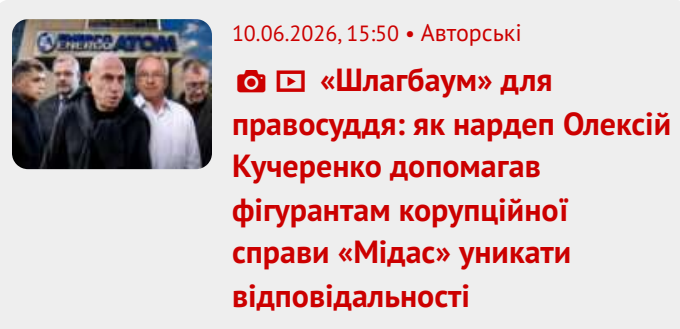 ENERGOATOM
10.06.2026, 15:50 • Авторські
«Шлагбаум» для
правосуддя: як нардеп Олексій
Кучеренко допомагав
фігурантам корупційної
справи «Мідас» уникати
відповідальності